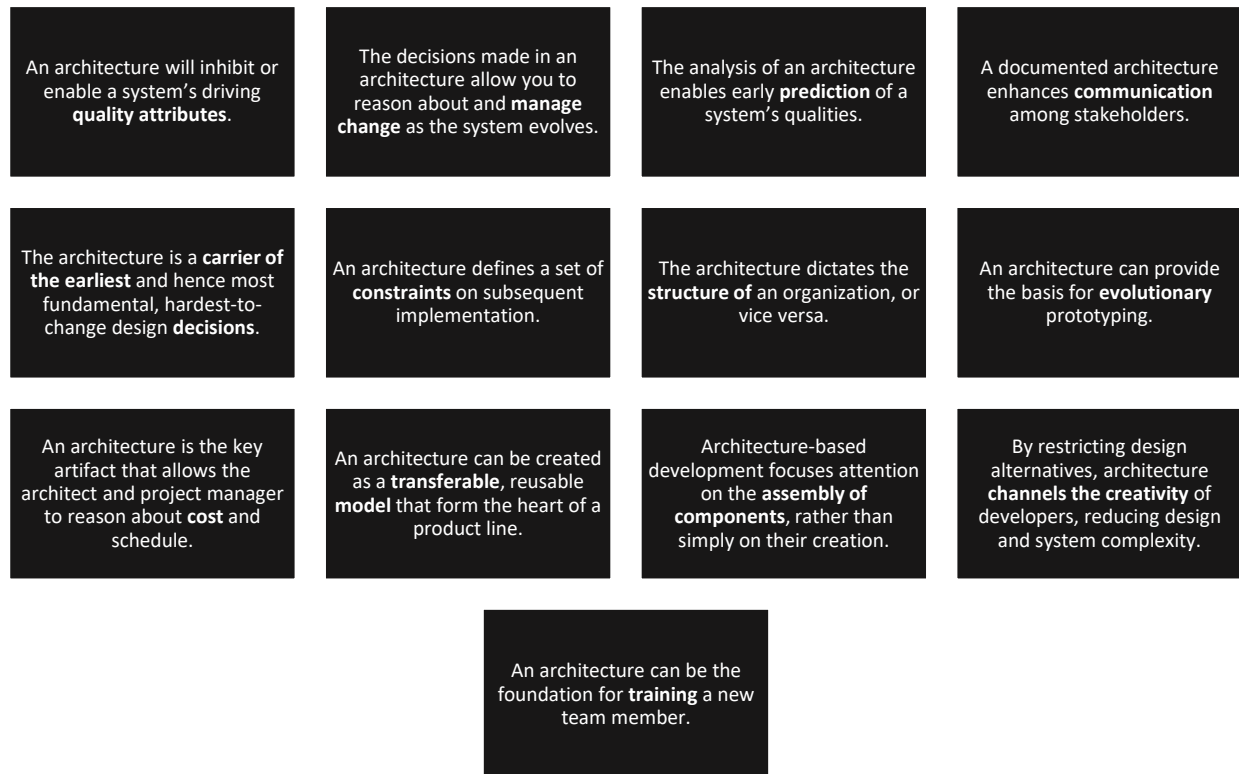 An architecture will inhibit or
enable a system's driving
quality attributes.
The decisions made in an
architecture allow you to
reason about and manage
change as the system evolves.
The analysis of an architecture
enables early prediction of a
system's qualities.
A documented architecture
enhances communication
among stakeholders.
The architecture is a carrier of
the earliest and hence most
fundamental, hardest-to-
change design decisions.
An architecture defines a set of
constraints on subsequent
implementation.
The architecture dictates the
structure of an organization, or
vice versa.
An architecture can provide
the basis for evolutionary
prototyping.
An architecture is the key
artifact that allows the
architect and project manager
to reason about cost and
schedule.
An architecture can be created
as a transferable, reusable
model that form the heart of a
product line.
Architecture-based
development focuses attention
on the assembly of
components, rather than
simply on their creation.
By restricting design
alternatives, architecture
channels the creativity of
developers, reducing design
and system complexity.
An architecture can be the
foundation for training a new
team member.